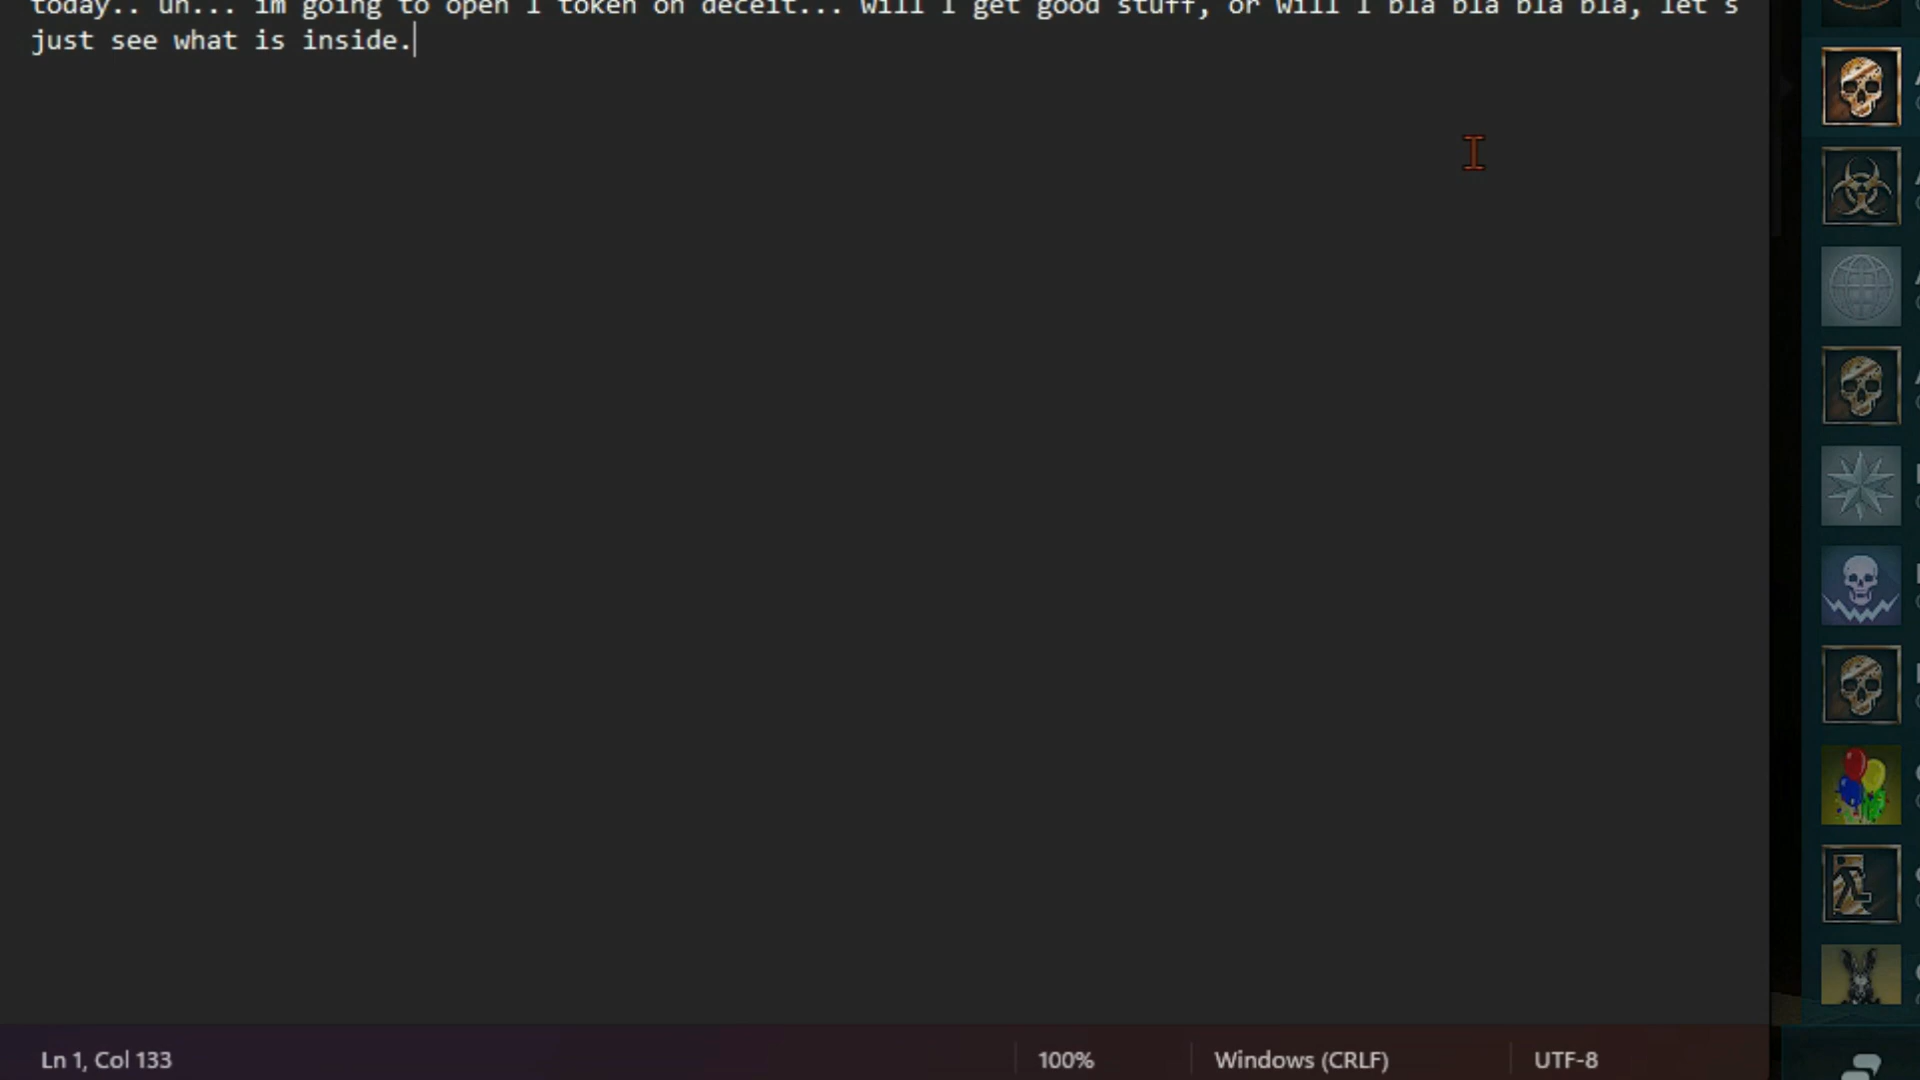 today.. uh... im going to open 1 token on deceit... will I get good stuff, or will I bla bla bla bla, let's
just see what is inside.
Ln 1, Col 133
100%
Windows (CRLF)
UTF-8